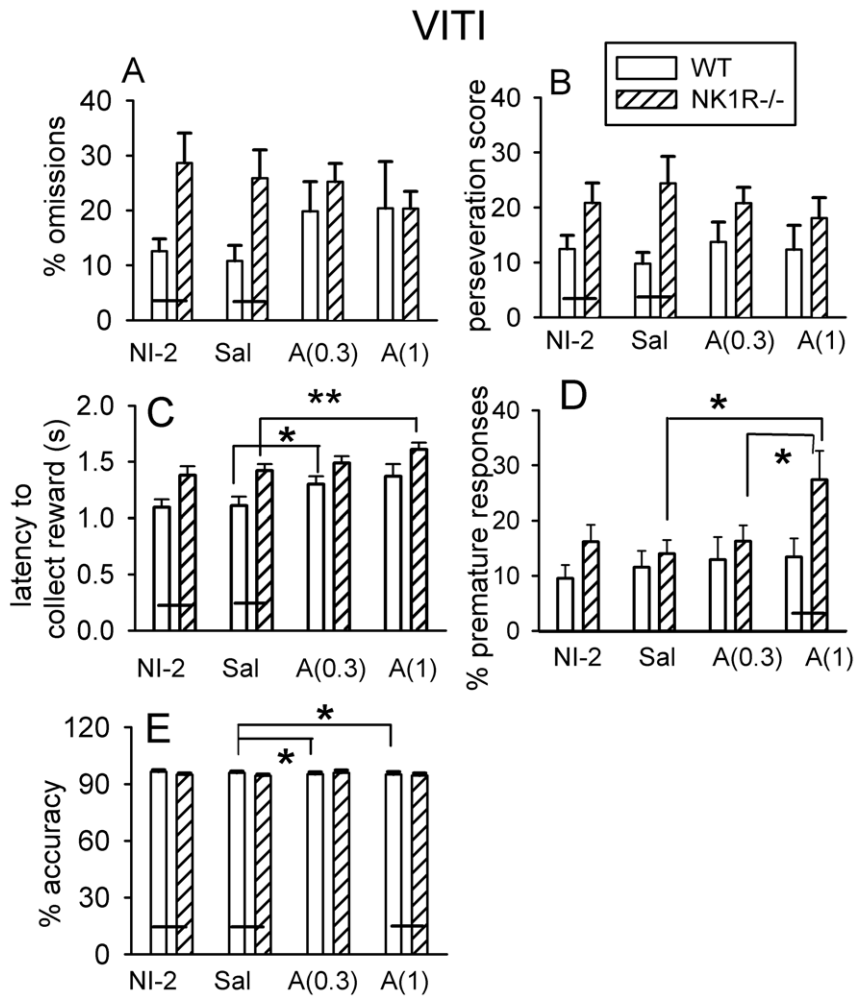 VITI
WT
NK1R-/-
A
% omissions
40
30
20
10
0
NI-2 Sal A(0.3) A(1)
B
perseveration score
40
30
20
10
0
NI-2 Sal A(0.3) A(1)
C
latency to
collect reward (s)
2.0
1.5
1.0
0.5
0.0
* **
NI-2 Sal A(0.3) A(1)
D
% premature responses
40
30
20
10
0
*
*
NI-2 Sal A(0.3) A(1)
E
% accuracy
120
90
60
30
0
*
*
NI-2 Sal A(0.3) A(1)